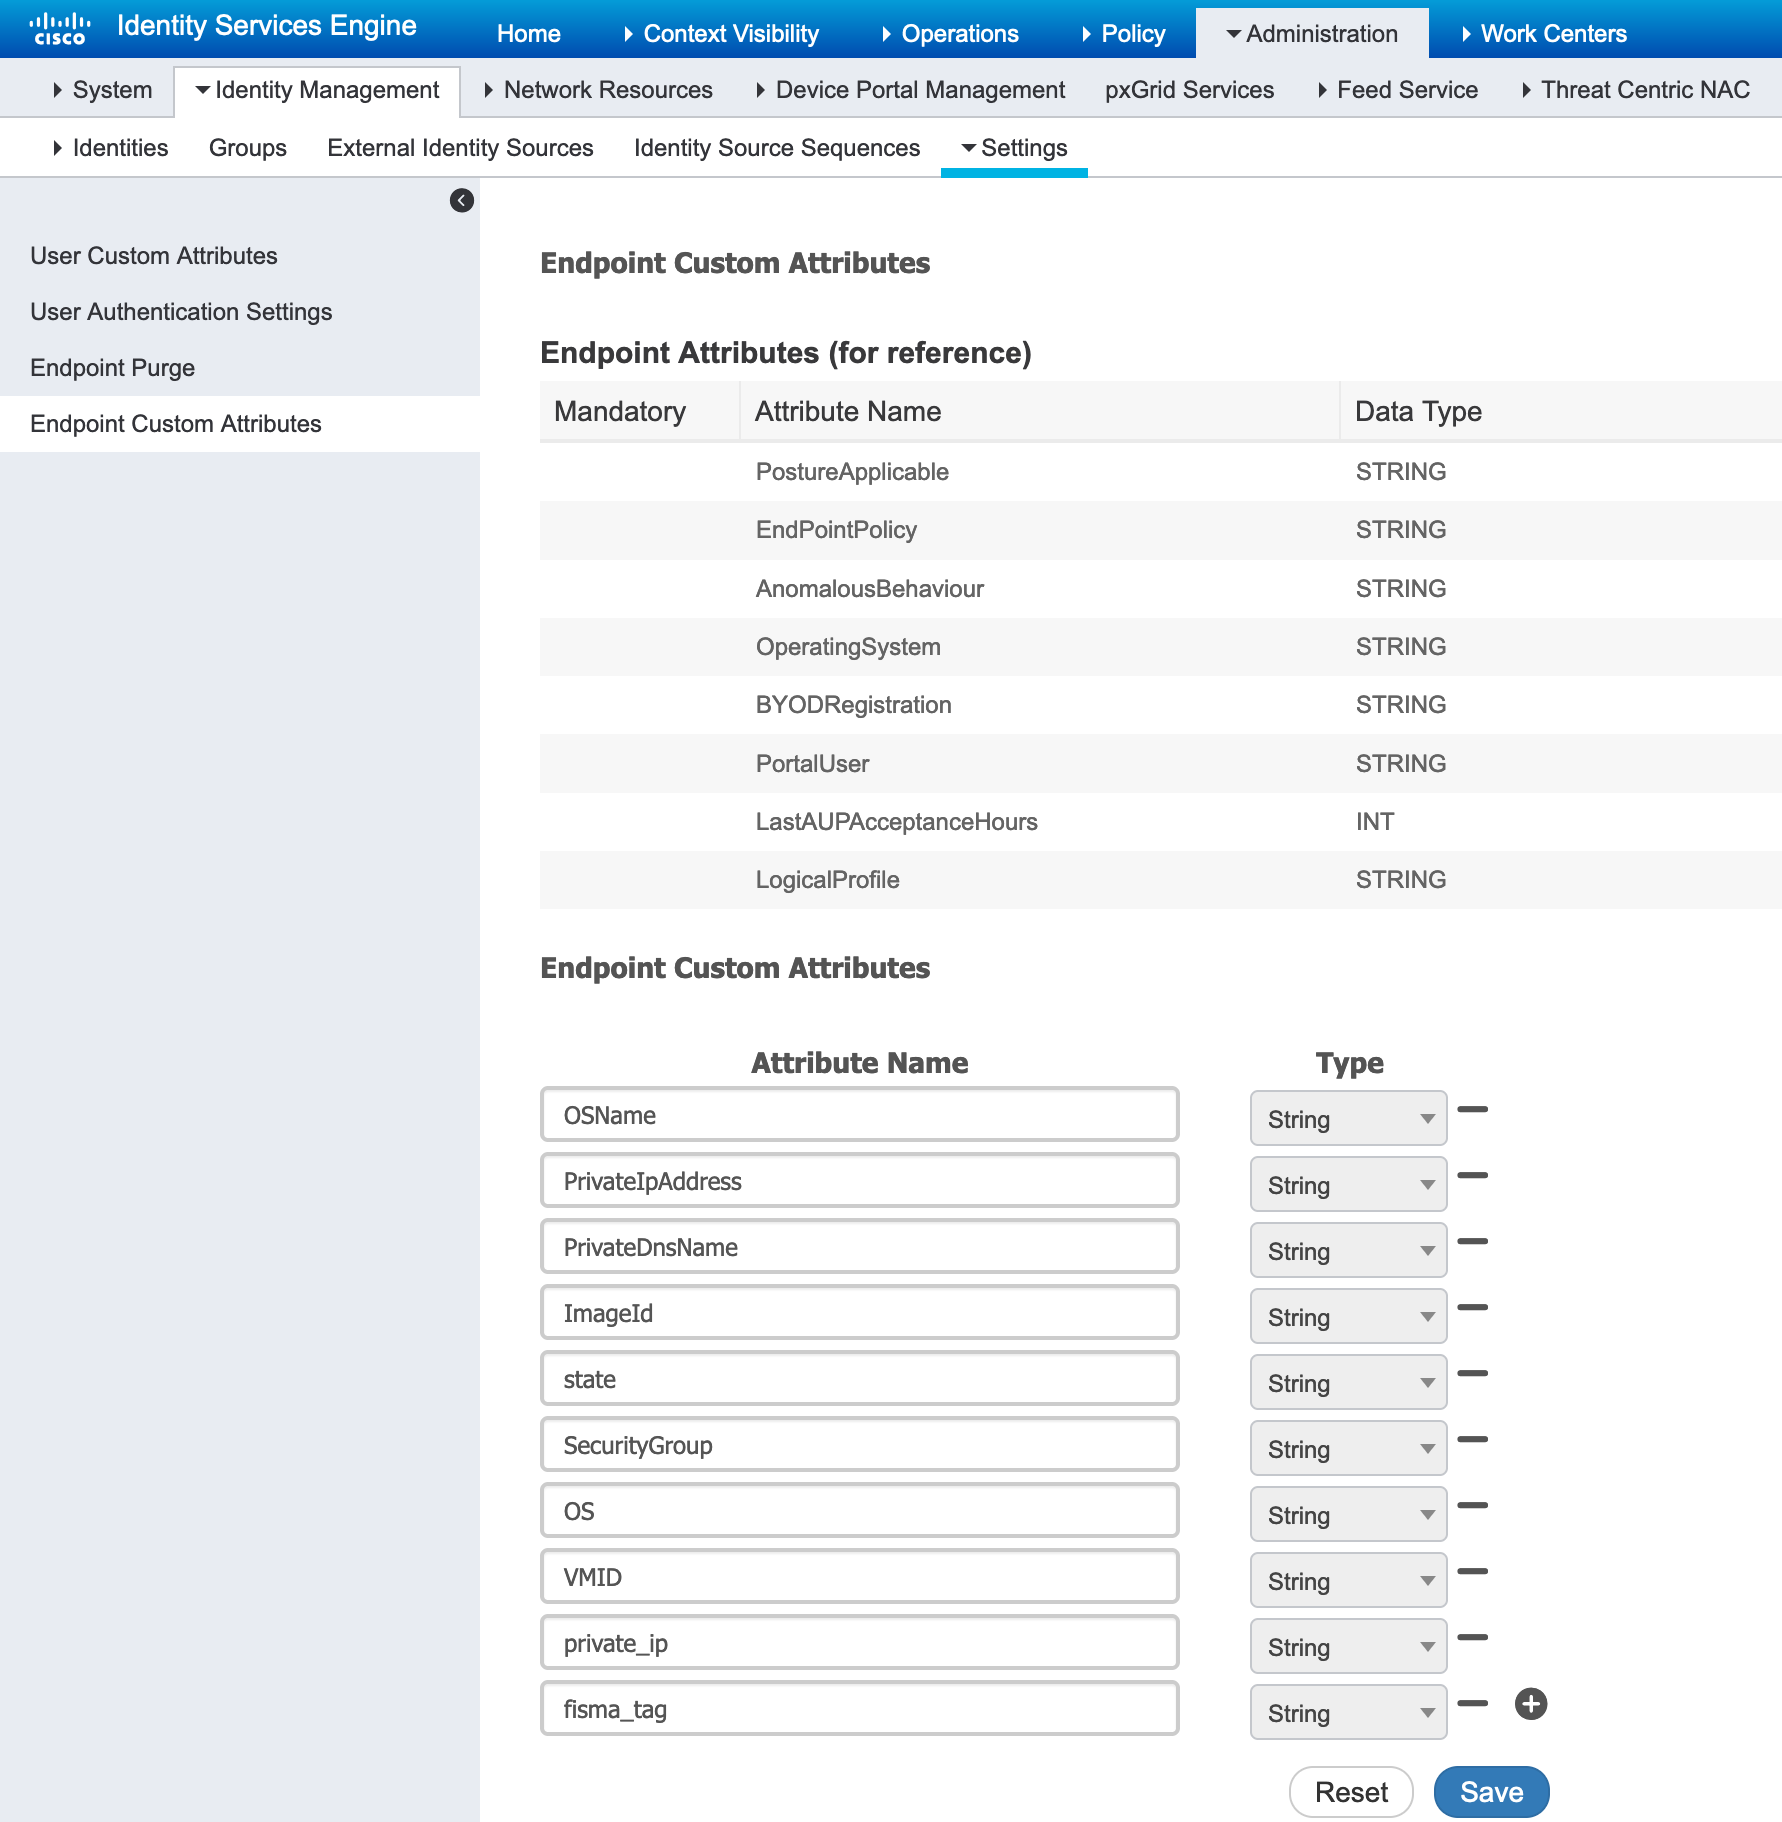 cisco Identity Services Engine Home Context Visibility Operations Policy Administration Work Centers
System Identity Management Network Resources Device Portal Management pxGrid Services Feed Service Threat Centric NAC
Identities Groups External Identity Sources Identity Source Sequences Settings
User Custom Attributes
User Authentication Settings
Endpoint Purge
Endpoint Custom Attributes
Endpoint Custom Attributes
Endpoint Attributes (for reference)
Mandatory Attribute Name Data Type
PostureApplicable STRING
EndPointPolicy STRING
AnomalousBehaviour STRING
OperatingSystem STRING
BYODRegistration STRING
PortalUser STRING
LastAUPAcceptanceHours INT
LogicalProfile STRING
Endpoint Custom Attributes
Attribute Name Type
OSName String
PrivateIpAddress String
PrivateDnsName String
ImageId String
state String
SecurityGroup String
OS String
VMID String
private_ip String
fisma_tag String
Reset Save